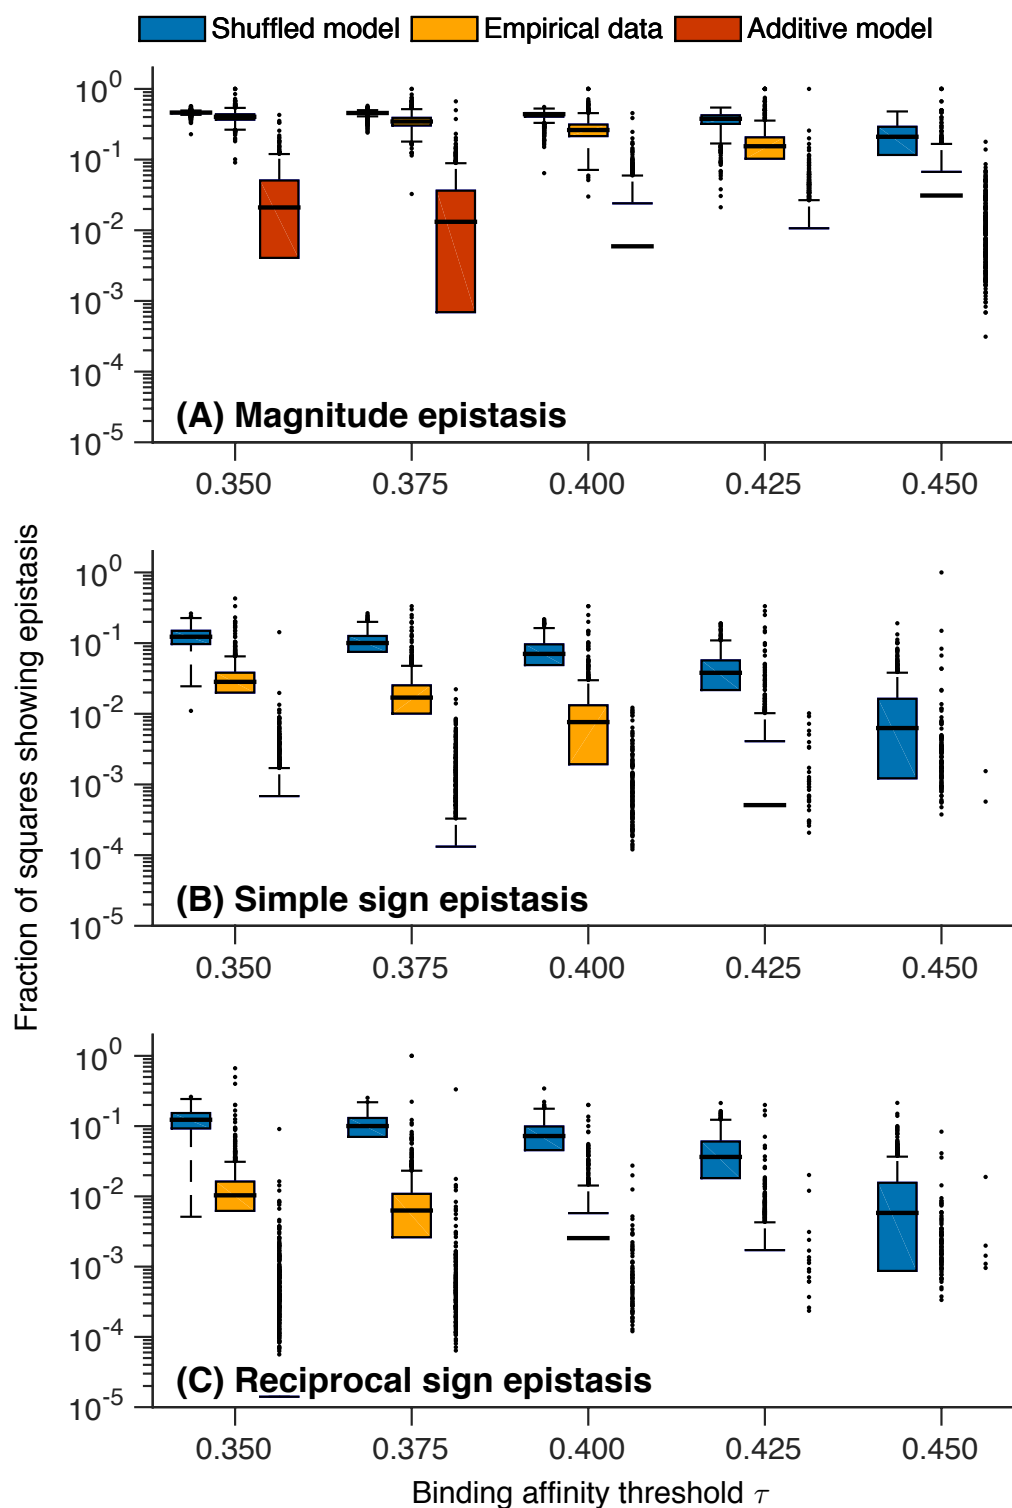 Shuffled model Empirical data Additive model
Fraction of squares showing epistasis
10^0
10^-1
10^-2
10^-3
10^-4
10^-5
(A) Magnitude epistasis
0.350 0.375 0.400 0.425 0.450
10^0
10^-1
10^-2
10^-3
10^-4
10^-5
(B) Simple sign epistasis
0.350 0.375 0.400 0.425 0.450
10^0
10^-1
10^-2
10^-3
10^-4
10^-5
(C) Reciprocal sign epistasis
0.350 0.375 0.400 0.425 0.450
Binding affinity threshold τ